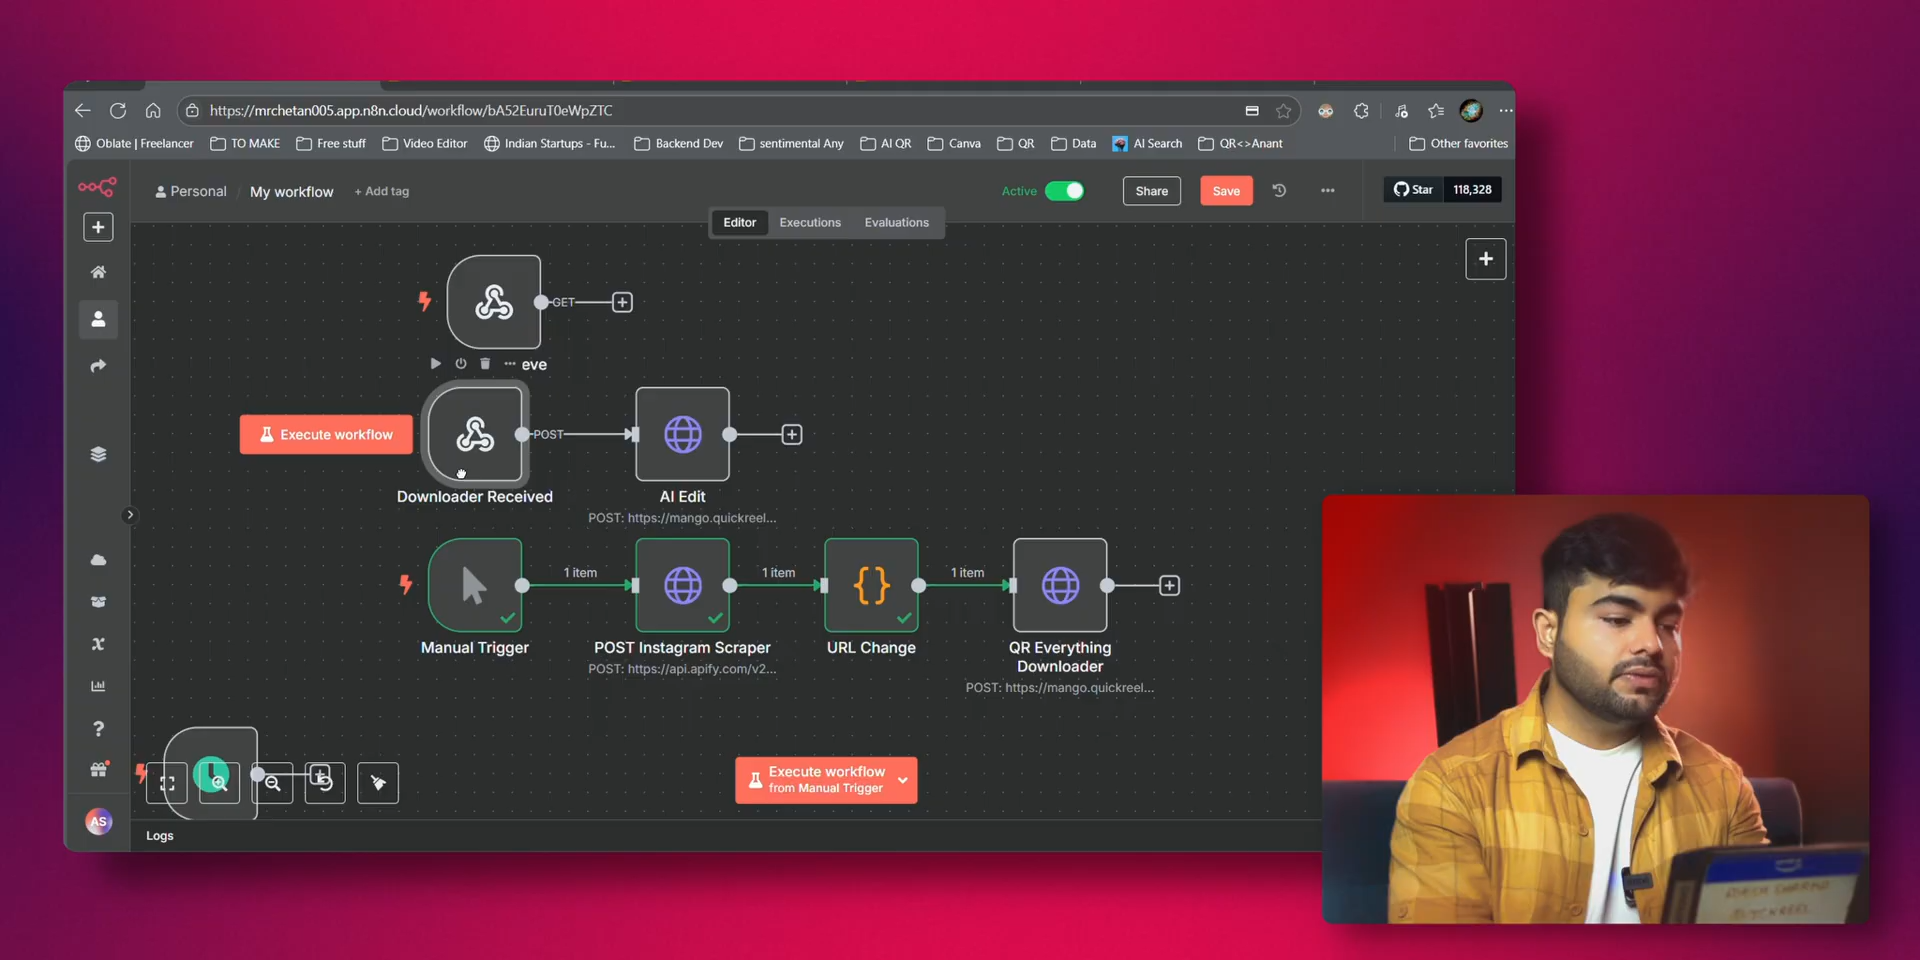 https://mrchetan005.app.n8n.cloud/workflow/bA52EuruT0eWpZTC
Oblate | Freelancer TO MAKE Free stuff Video Editor Indian Startups - Fu... Backend Dev sentimental Any AI QR Canva QR Data AI Search QR<>Anant Other favorites
Personal / My workflow + Add tag Active Share Save Star 118,328
Editor Executions Evaluations
GET
eve
Execute workflow
POST
Downloader Received
AI Edit
POST: https://mango.quickreel...
1 item
1 item
1 item
Manual Trigger
POST Instagram Scraper
POST: https://api.apify.com/v2...
URL Change
QR Everything
Downloader
POST: https://mango.quickreel...
Execute workflow
from Manual Trigger
AS
Logs